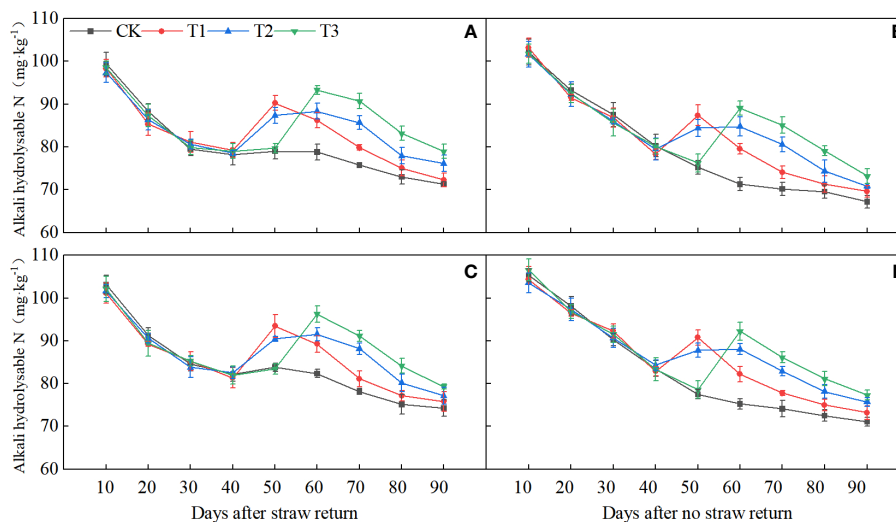 110
100
90
80
70
60
Alkali hydrolysable N（mg·kg⁻¹)
CK T1 T2 T3
A
110
100
90
80
70
60
Alkali hydrolysable N（mg·kg⁻¹)
C
10 20 30 40 50 60 70 80 90
Days after straw return
10 20 30 40 50 60 70 80 90
Days after no straw return